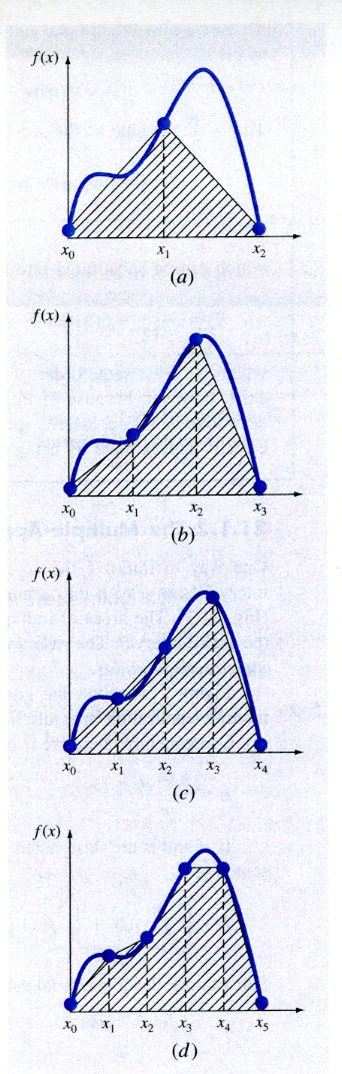 f(x)
x0 x1 x2
(a)
f(x)
x0 x1 x2 x3
(b)
f(x)
x0 x1 x2 x3 x4
(c)
f(x)
x0 x1 x2 x3 x4 x5
(d)